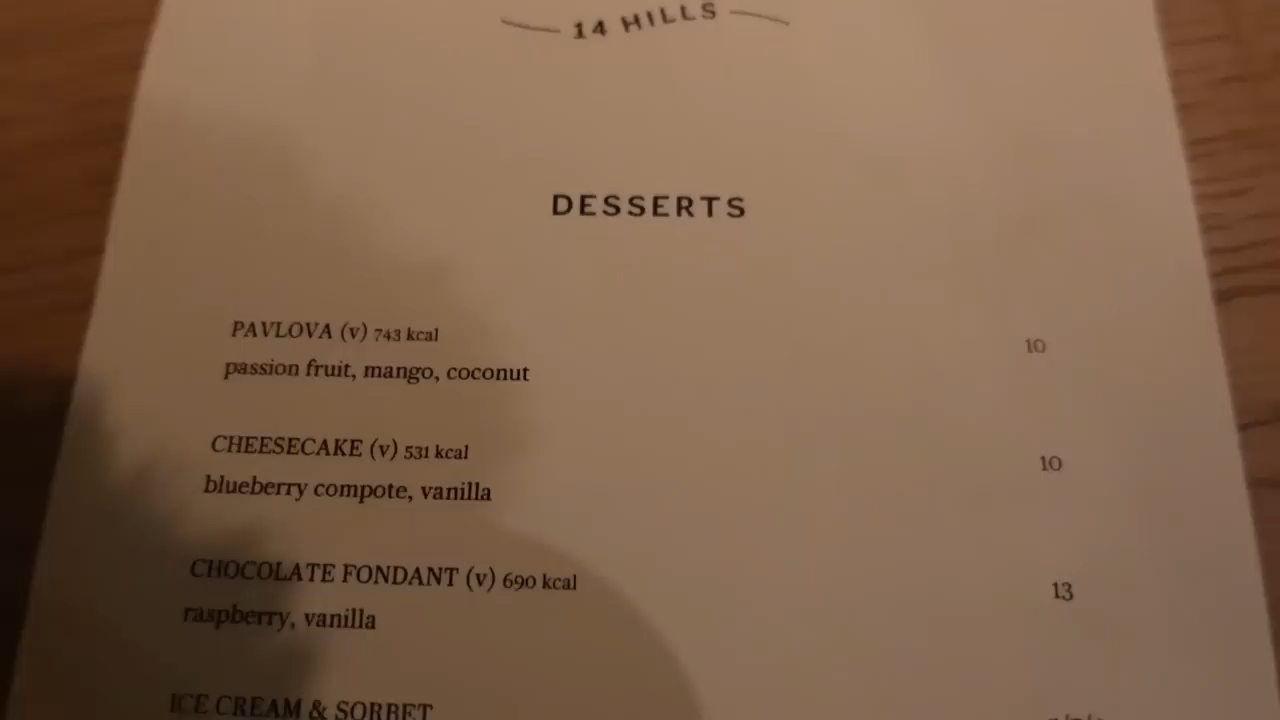 14 HILLS
DESSERTS
PAVLOVA (v) 743 kcal 10
passion fruit, mango, coconut
CHEESECAKE (v) 531 kcal 10
blueberry compote, vanilla
CHOCOLATE FONDANT (v) 690 kcal 13
raspberry, vanilla
ICE CREAM & SORBET